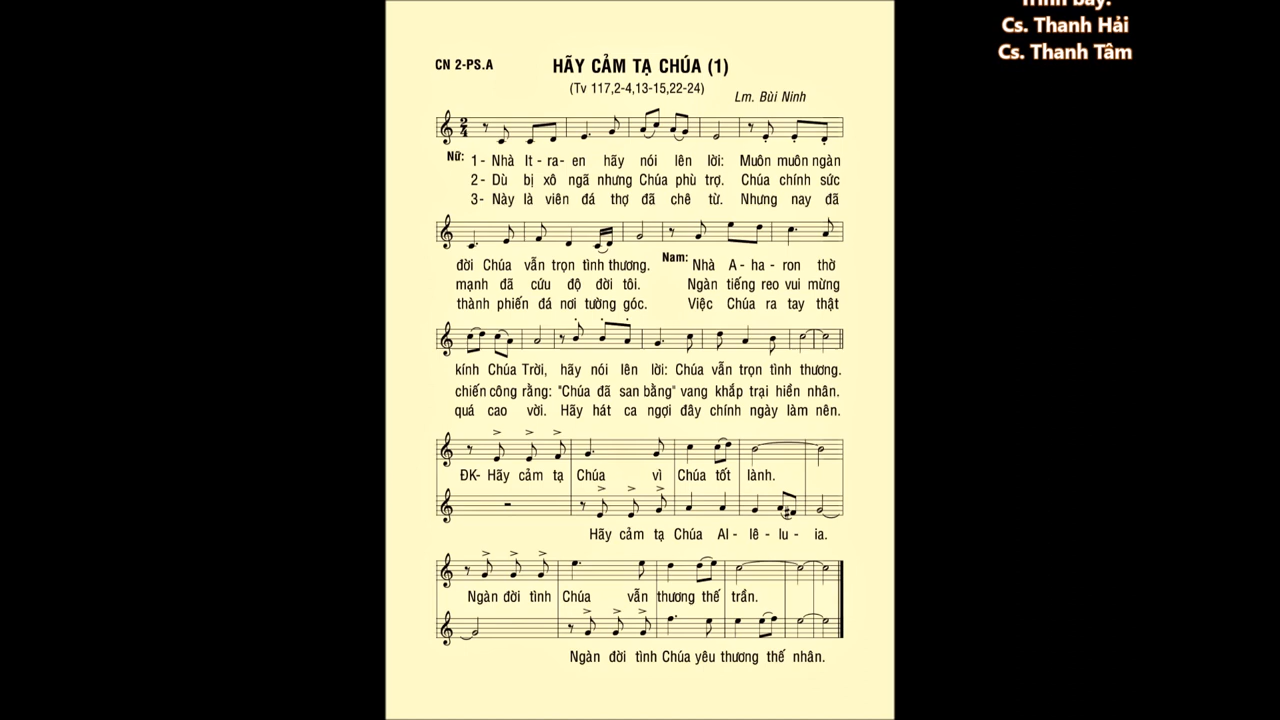 Trình bày:
Cs. Thanh Hải
Cs. Thanh Tâm
CN 2-PS.A
HÃY CẢM TẠ CHÚA (1)
(Tv 117,2-4,13-15,22-24)
Lm. Bùi Ninh
2
4
Nữ: 1- Nhà It - ra- en hãy nói lên lời: Muôn muôn ngàn
2- Dù bị xô ngã nhưng Chúa phù trợ. Chúa chính sức
3- Này là viên đá thợ đã chê từ. Nhưng nay đã
đời Chúa vẫn trọn tình thương. Nam: Nhà A - ha - ron thờ
mạnh đã cứu độ đời tôi. Ngàn tiếng reo vui mừng
thành phiến đá nơi tường góc. Việc Chúa ra tay thật
kính Chúa Trời, hãy nói lên lời: Chúa vẫn trọn tình thương.
chiến công rằng: "Chúa đã san bằng" vang khắp trại hiền nhân.
quá cao vời. Hãy hát ca ngợi đây chính ngày làm nên.
ĐK- Hãy cảm tạ Chúa vì Chúa tốt lành.
Hãy cảm tạ Chúa Al - lê - lu - ia.
Ngàn đời tình Chúa vẫn thương thế trần.
Ngàn đời tình Chúa yêu thương thế nhân.